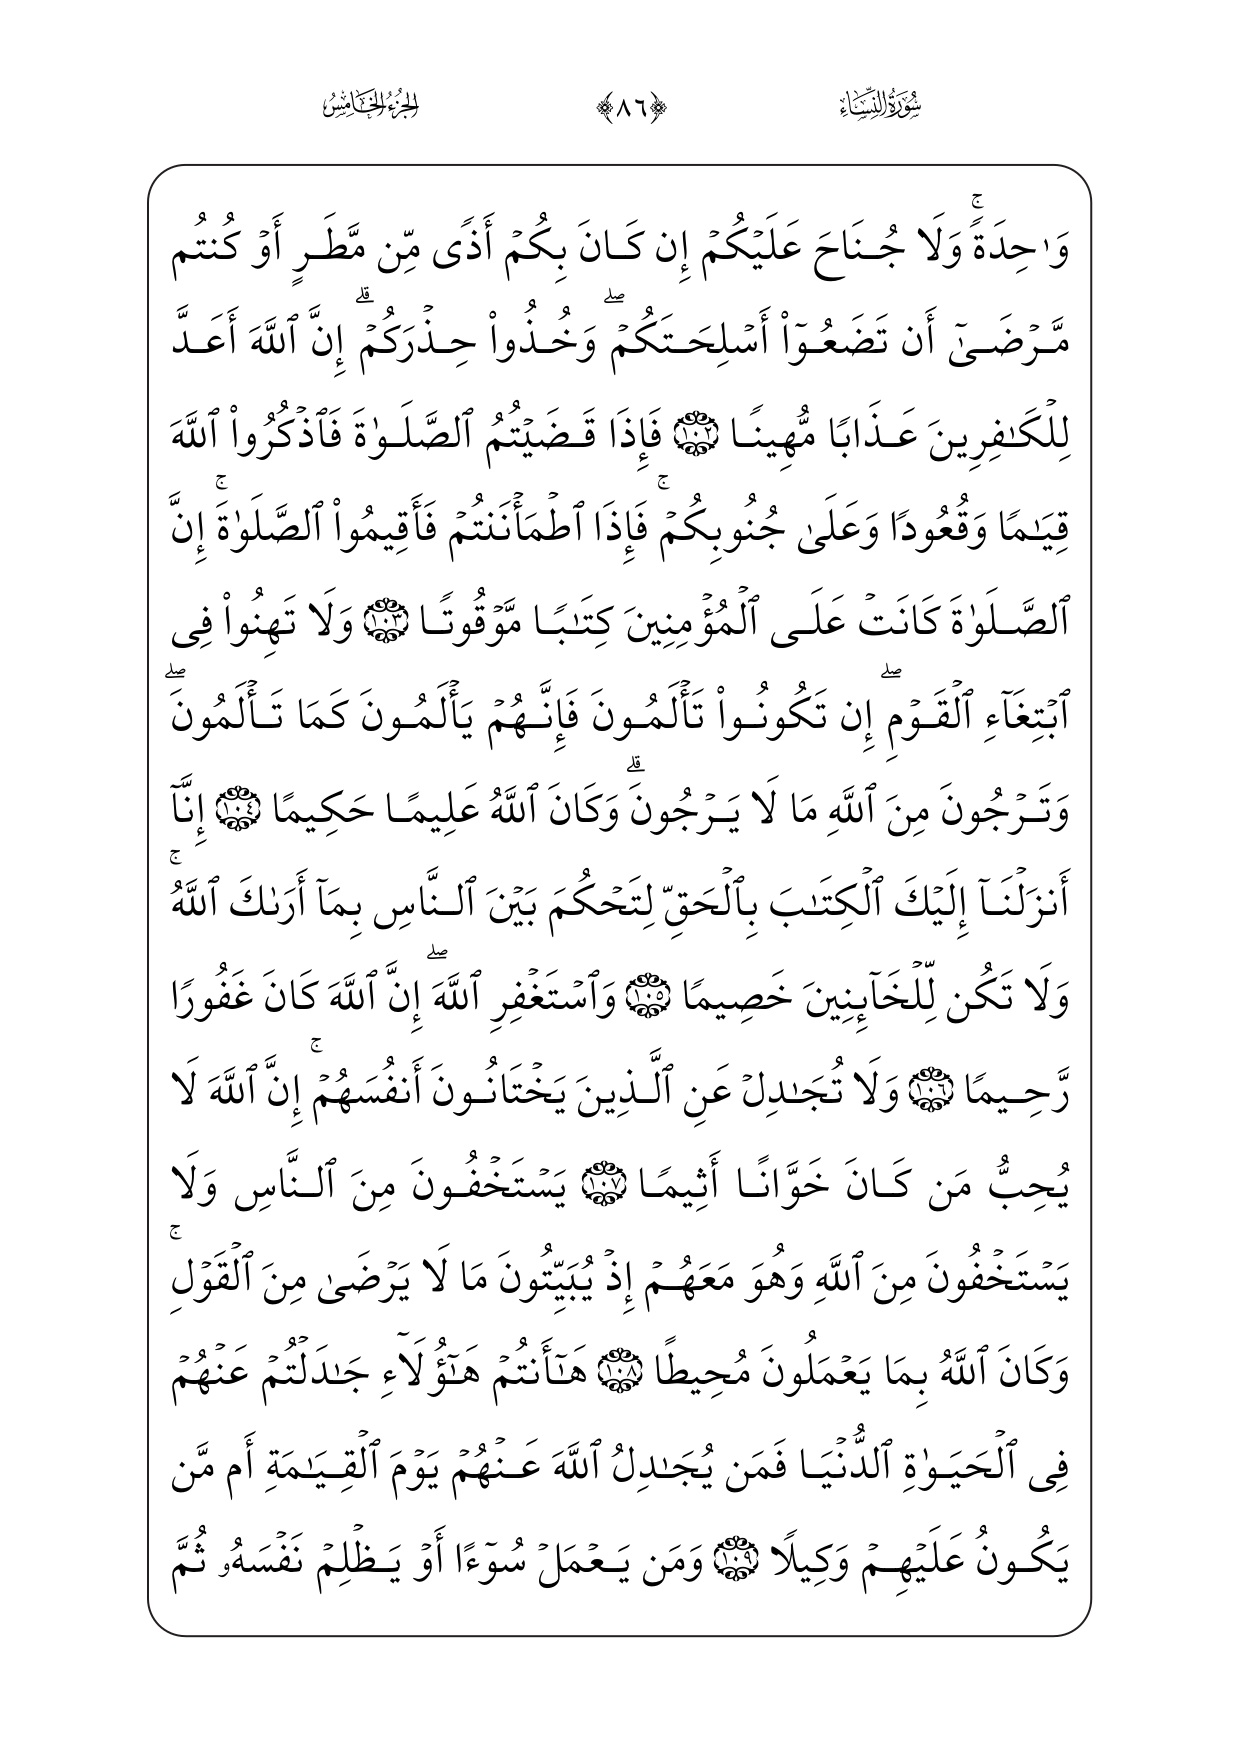 سُورَةُ النِّسَاءِ ﴿٨٦﴾ الجُزْءُ الخَامِسُ
وَٰحِدَةٗۚ وَلَا جُنَاحَ عَلَيۡكُمۡ إِن كَانَ بِكُمۡ أَذٗى مِّن مَّطَرٍ أَوۡ كُنتُم
مَّرۡضَىٰٓ أَن تَضَعُوٓاْ أَسۡلِحَتَكُمۡۖ وَخُذُواْ حِذۡرَكُمۡۗ إِنَّ ٱللَّهَ أَعَدَّ
لِلۡكَٰفِرِينَ عَذَابٗا مُّهِينٗا ١٠٢ فَإِذَا قَضَيۡتُمُ ٱلصَّلَوٰةَ فَٱذۡكُرُواْ ٱللَّهَ
قِيَٰمٗا وَقُعُودٗا وَعَلَىٰ جُنُوبِكُمۡۚ فَإِذَا ٱطۡمَأۡنَنتُمۡ فَأَقِيمُواْ ٱلصَّلَوٰةَۚ إِنَّ
ٱلصَّلَوٰةَ كَانَتۡ عَلَى ٱلۡمُؤۡمِنِينَ كِتَٰبٗا مَّوۡقُوتٗا ١٠٣ وَلَا تَهِنُواْ فِي
ٱبۡتِغَآءِ ٱلۡقَوۡمِۖ إِن تَكُونُواْ تَأۡلَمُونَ فَإِنَّهُمۡ يَأۡلَمُونَ كَمَا تَأۡلَمُونَۖ
وَتَرۡجُونَ مِنَ ٱللَّهِ مَا لَا يَرۡجُونَۗ وَكَانَ ٱللَّهُ عَلِيمًا حَكِيمًا ١٠٤ إِنَّآ
أَنزَلۡنَآ إِلَيۡكَ ٱلۡكِتَٰبَ بِٱلۡحَقِّ لِتَحۡكُمَ بَيۡنَ ٱلنَّاسِ بِمَآ أَرَىٰكَ ٱللَّهُۚ
وَلَا تَكُن لِّلۡخَآئِنِينَ خَصِيمٗا ١٠٥ وَٱسۡتَغۡفِرِ ٱللَّهَۖ إِنَّ ٱللَّهَ كَانَ غَفُورٗا
رَّحِيمٗا ١٠٦ وَلَا تُجَٰدِلۡ عَنِ ٱلَّذِينَ يَخۡتَانُونَ أَنفُسَهُمۡۚ إِنَّ ٱللَّهَ لَا
يُحِبُّ مَن كَانَ خَوَّانًا أَثِيمٗا ١٠٧ يَسۡتَخۡفُونَ مِنَ ٱلنَّاسِ وَلَا
يَسۡتَخۡفُونَ مِنَ ٱللَّهِ وَهُوَ مَعَهُمۡ إِذۡ يُبَيِّتُونَ مَا لَا يَرۡضَىٰ مِنَ ٱلۡقَوۡلِۚ
وَكَانَ ٱللَّهُ بِمَا يَعۡمَلُونَ مُحِيطًا ١٠٨ هَٰٓأَنتُمۡ هَٰٓؤُلَآءِ جَٰدَلۡتُمۡ عَنۡهُمۡ
فِي ٱلۡحَيَوٰةِ ٱلدُّنۡيَا فَمَن يُجَٰدِلُ ٱللَّهَ عَنۡهُمۡ يَوۡمَ ٱلۡقِيَٰمَةِ أَم مَّن
يَكُونُ عَلَيۡهِمۡ وَكِيلٗا ١٠٩ وَمَن يَعۡمَلۡ سُوٓءًا أَوۡ يَظۡلِمۡ نَفۡسَهُۥ ثُمَّ